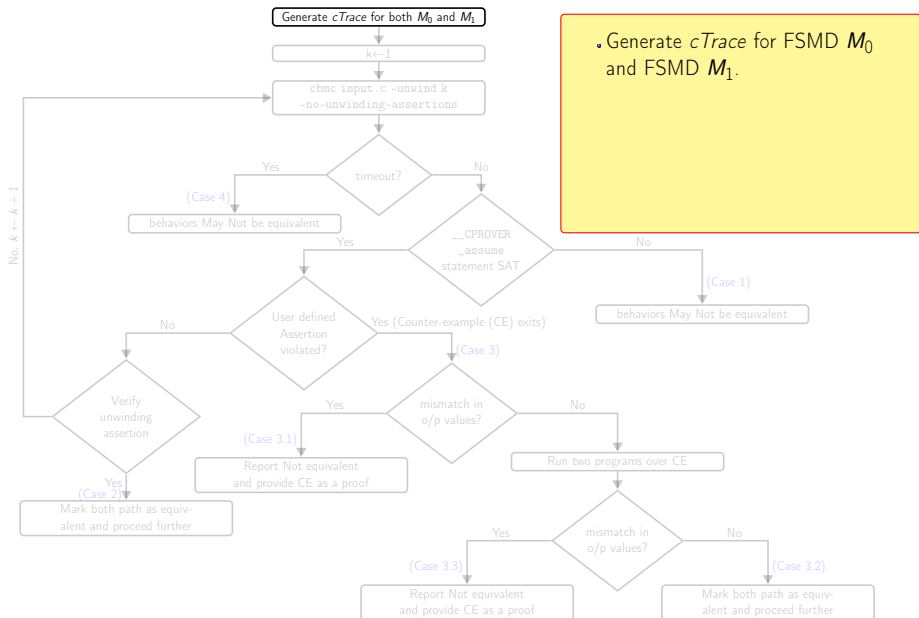 Generate cTrace for both M0 and M1
k←1
cbmc input.c -unwind k
-no-unwinding-assertions
timeout?
Yes
No
(Case 4)
behaviors May Not be equivalent
__CPROVER
_assume
statement SAT
Yes
No
(Case 1)
behaviors May Not be equivalent
User defined
Assertion
violated?
No
Yes (Counter-example (CE) exits)
(Case 3)
No, k ← k + 1
Verify
unwinding
assertion
Yes
(Case 2)
Mark both path as equiv-
alent and proceed further
mismatch in
o/p values?
Yes
No
(Case 3.1)
Report Not equivalent
and provide CE as a proof
Run two programs over CE
mismatch in
o/p values?
Yes
No
(Case 3.3)
(Case 3.2)
Report Not equivalent
and provide CE as a proof
Mark both path as equiv-
alent and proceed further
Generate cTrace for FSMD M0
and FSMD M1.